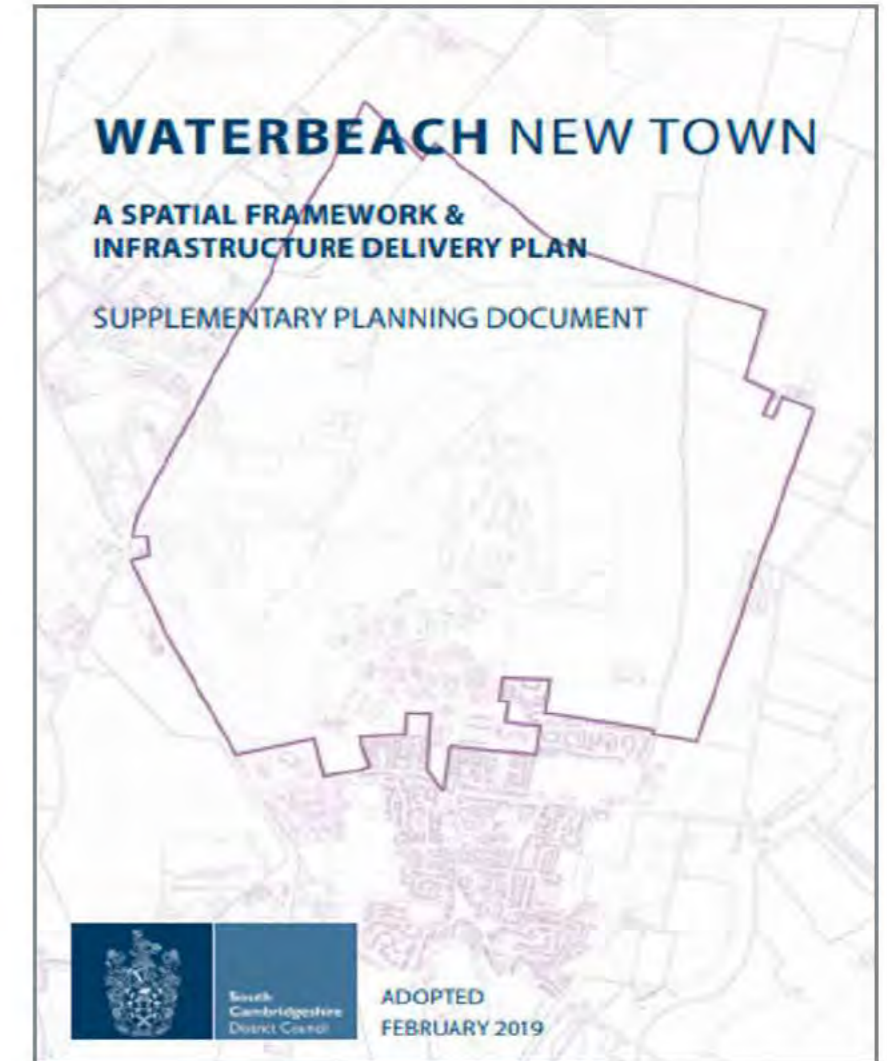 WATERBEACH NEW TOWN
A SPATIAL FRAMEWORK &
INFRASTRUCTURE DELIVERY PLAN
SUPPLEMENTARY PLANNING DOCUMENT
South
Cambridgeshire
District Council
ADOPTED
FEBRUARY 2019